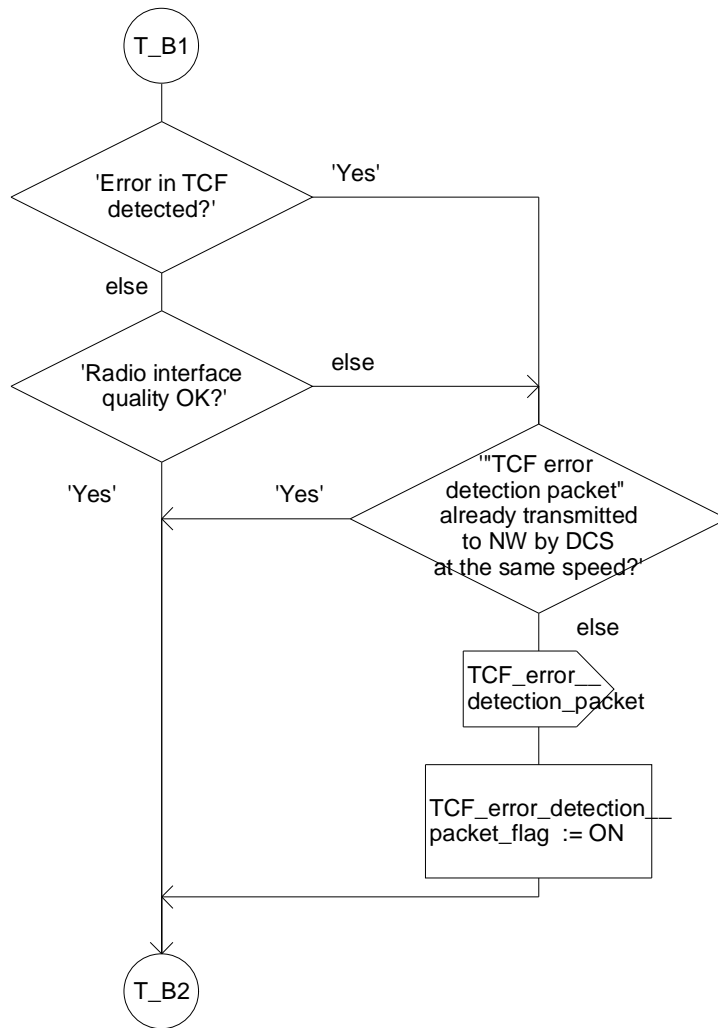 T_B1
'Error in TCF
detected?'
'Yes'
else
'Radio interface
quality OK?'
else
'Yes'
'Yes'
'"TCF error
detection packet"
already transmitted
to NW by DCS
at the same speed?'
else
TCF_error__
detection_packet
TCF_error_detection__
packet_flag := ON
T_B2